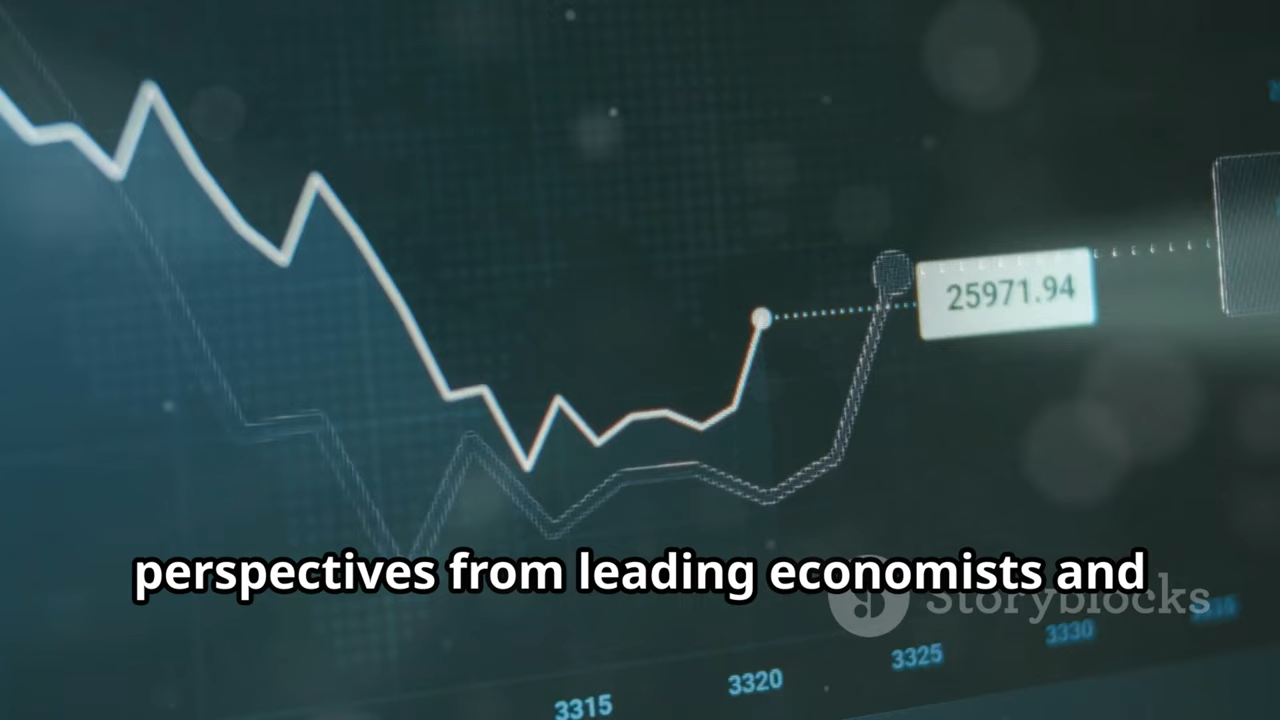 25971.94
perspectives from leading economists and
Storyblocks
3315
3320
3325
3330